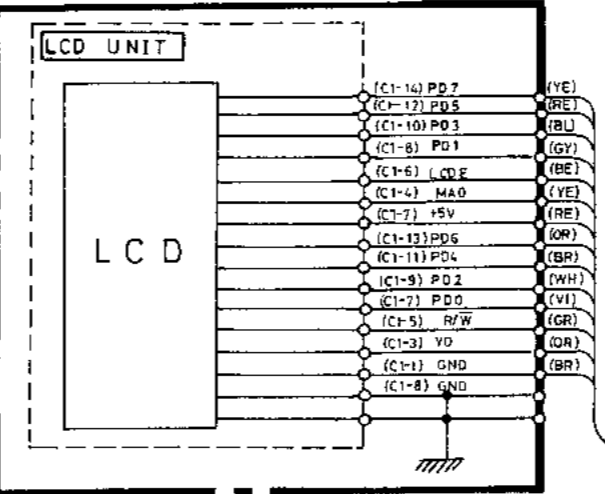 LCD UNIT
LCD
(C1-14) PD7 (YE)
(C1-12) PD5 (RE)
(C1-10) PD3 (BL)
(C1-8) PD1 (GY)
(C1-6) LCDE (BE)
(C1-4) MA0 (YE)
(C1-7) +5V (RE)
(C1-13) PD6 (OR)
(C1-11) PD4 (BR)
(C1-9) PD2 (WH)
(C1-7) PD0 (VI)
(C1-5) R/W̅ (GR)
(C1-3) VO (OR)
(C1-1) GND (BR)
(C1-8) GND